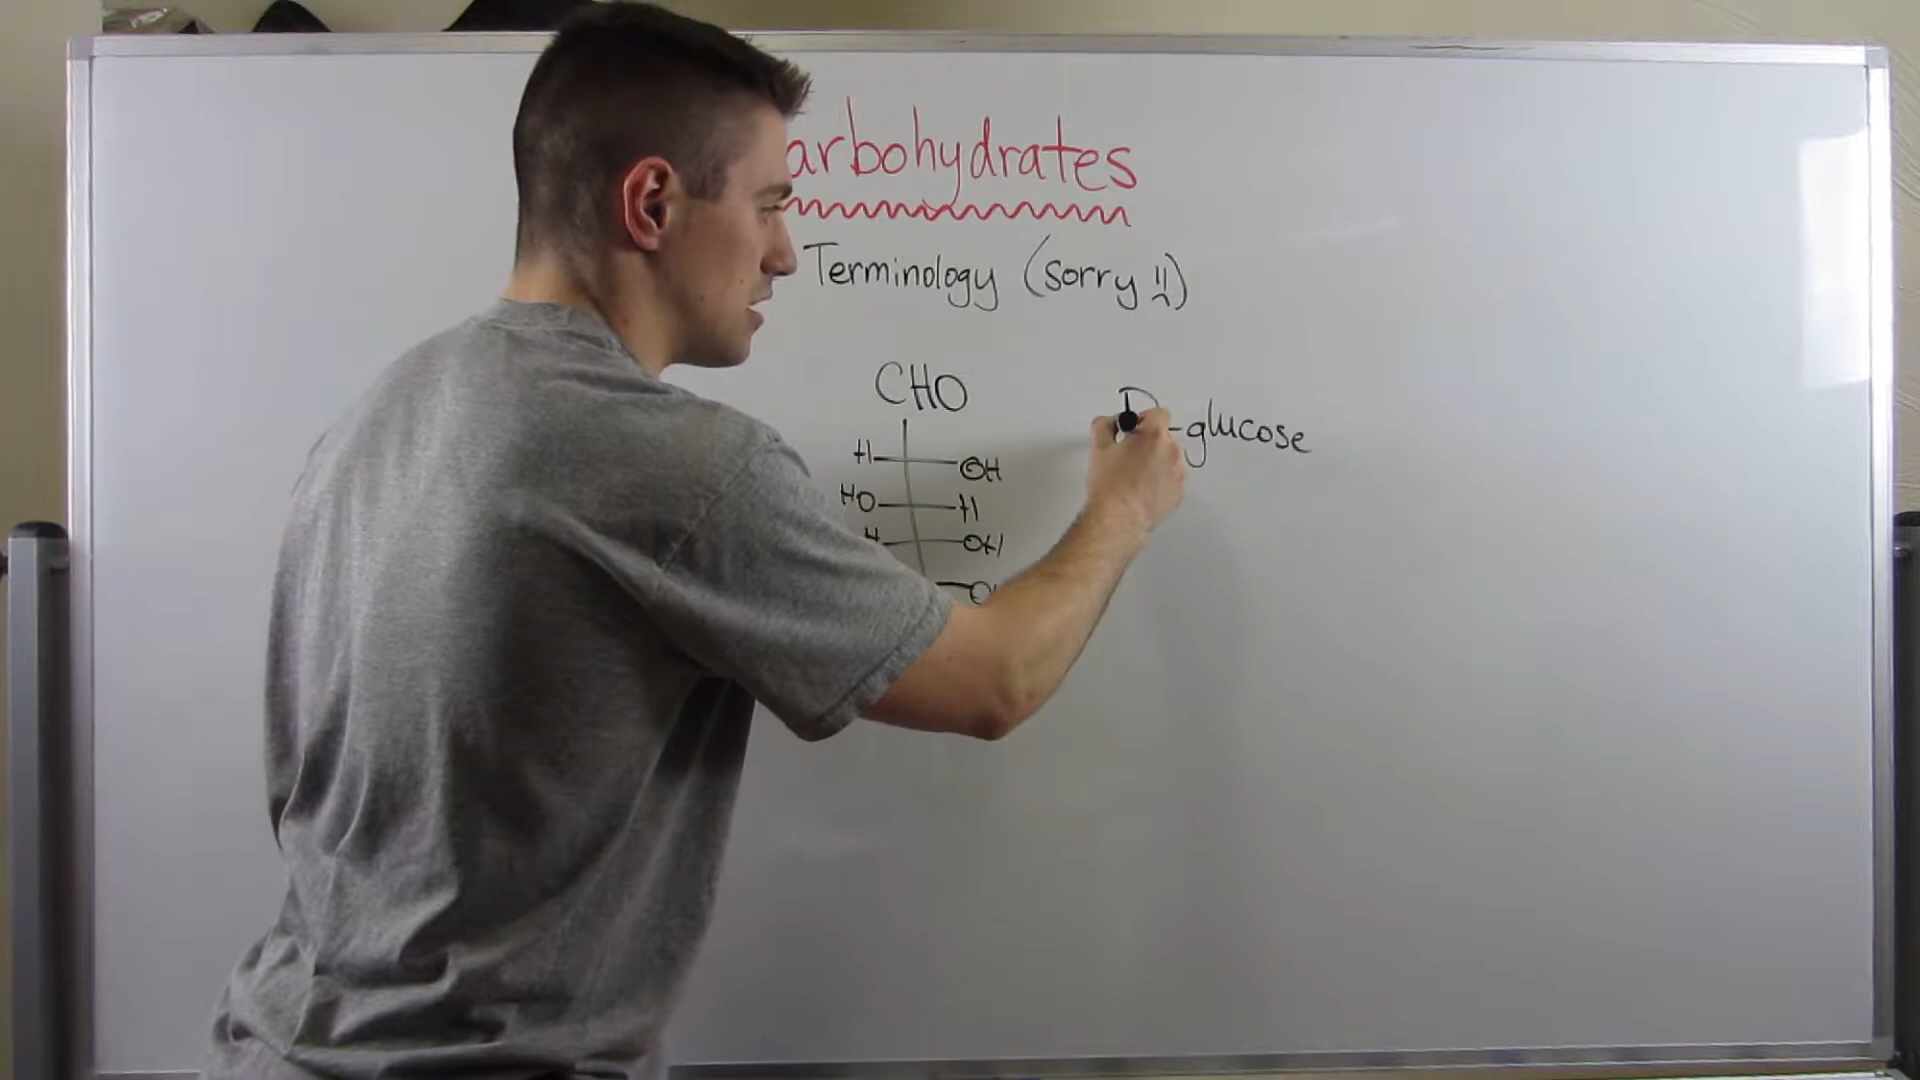 arbohydrates
Terminology (sorry !!)
CHO
D-glucose
H OH
HO H
H OH
O